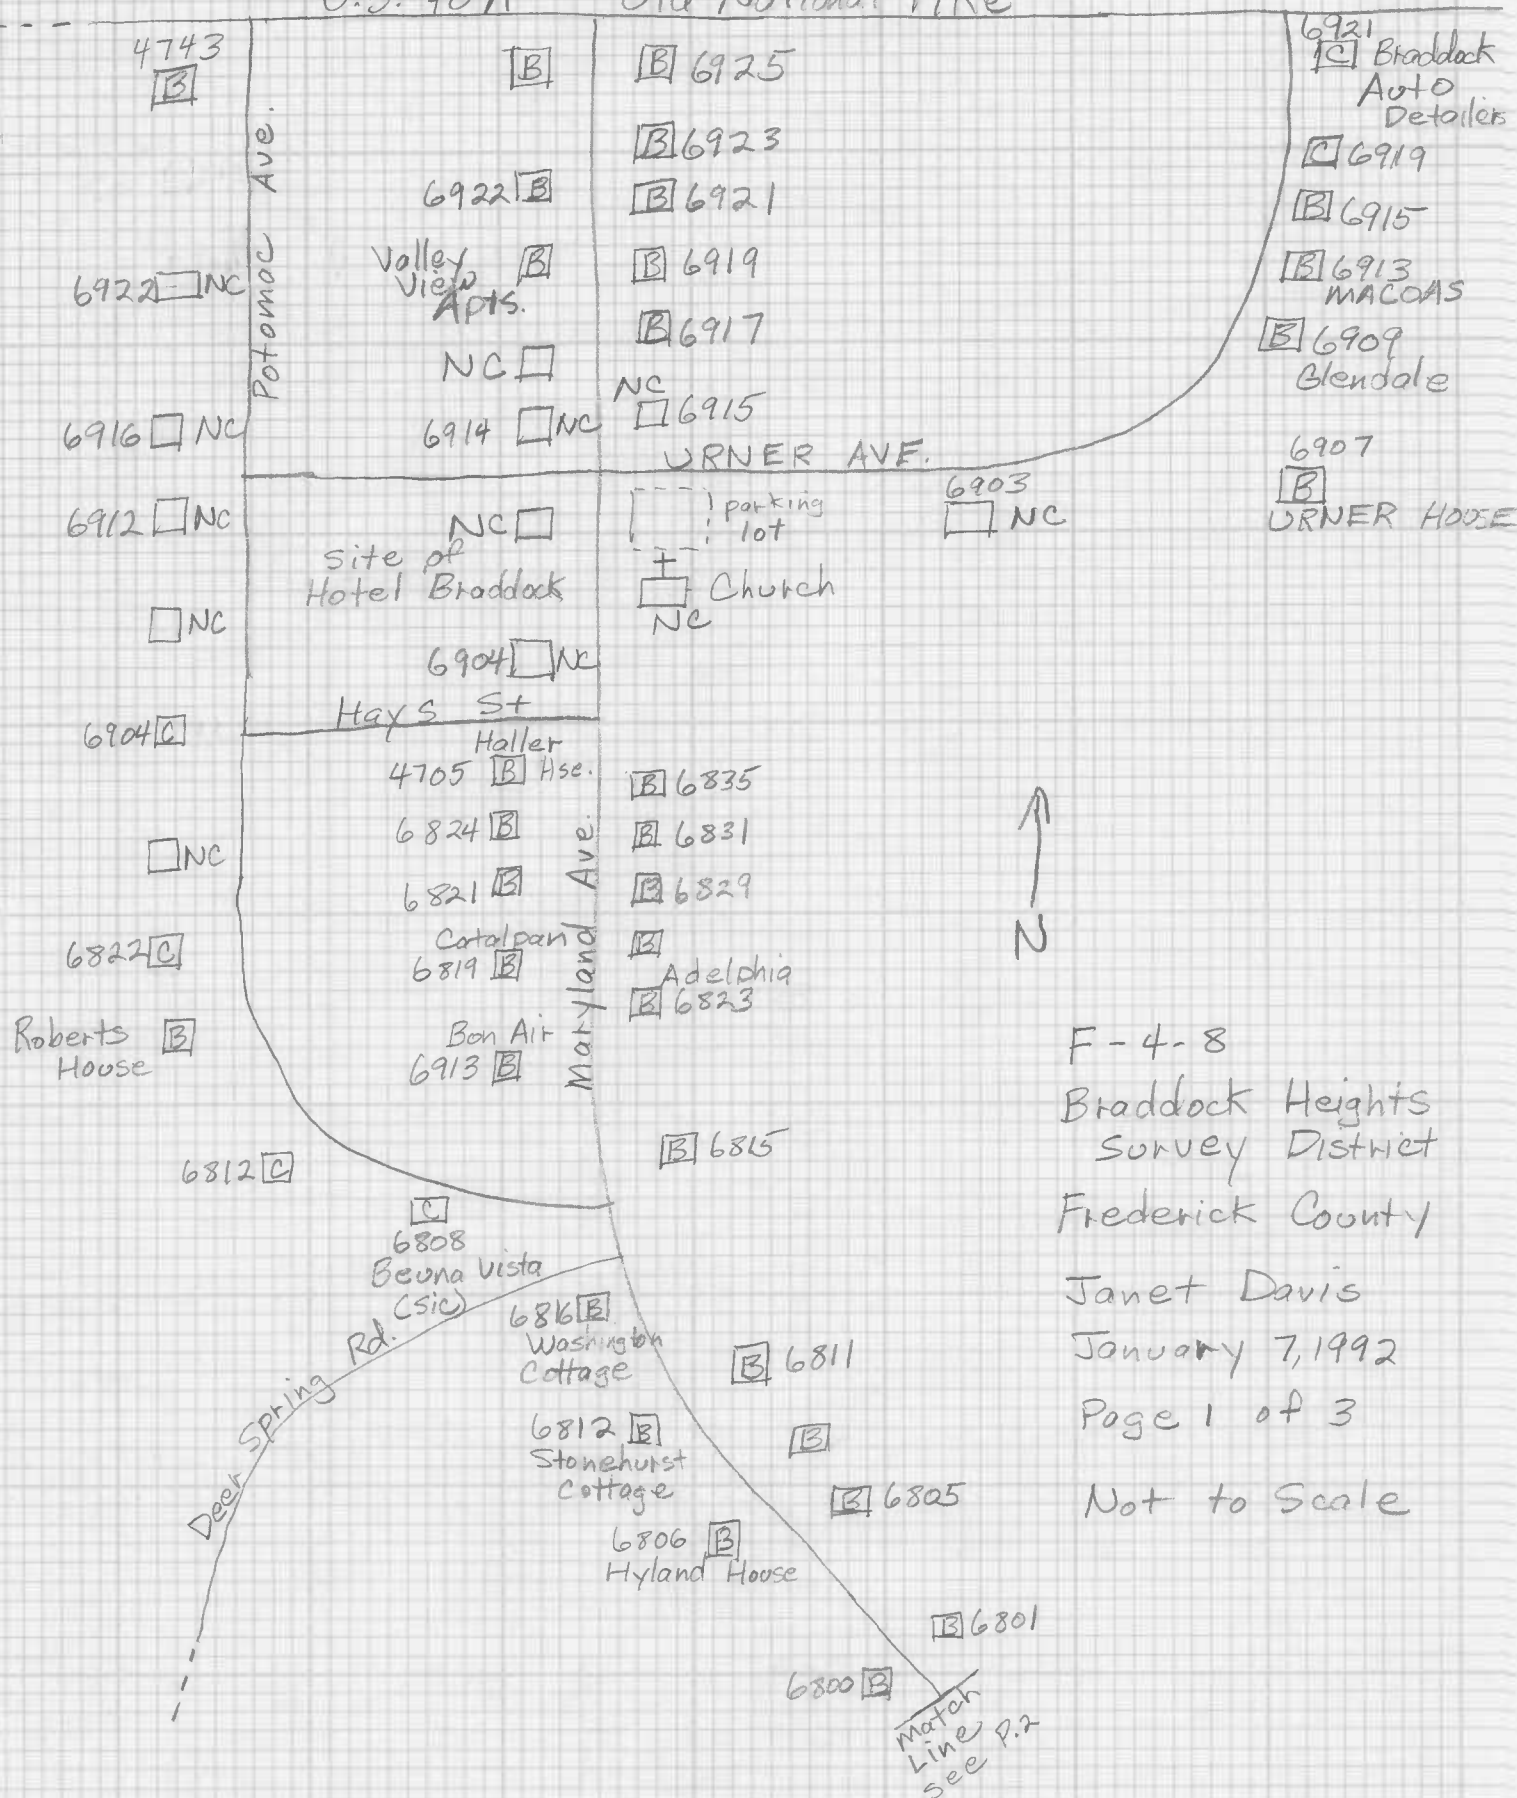 U.S. 40A Old National Pike
4743
B
Potomac Ave.
6922 NC
6916 NC
6912 NC
NC
6904 C
NC
6822 C
Roberts B
House
6812 C
B
6922 B
Valley B
View
Apts.
NC
6914 NC
NC
site of
Hotel Braddock
6904 NC
Hays St
Haller
4705 B Hse.
6824 B
6821 B
Catalpan
6819 B
Bon Air
6913 B
Maryland Ave.
C
6808
Beuna Vista
(sic)
Deer Spring Rd.
6816 B
Washington
Cottage
6812 B
Stonehurst
Cottage
6806 B
Hyland House
6800 B
B 6925
B 6923
B 6921
B 6919
B 6917
NC
6915
URNER AVE.
parking
lot
Church
NC
6903
NC
B 6835
B 6831
B 6829
B
Adelphia
B 6823
B 6815
B 6811
B
B 6805
B 6801
Match
Line
see p.2
6921
C Braddock
Auto
Detailers
C 6919
B 6915
B 6913
MACOAS
B 6909
Glendale
6907
B
URNER HOUSE
N
F-4-8
Braddock Heights
Survey District
Frederick County
Janet Davis
January 7, 1992
Page 1 of 3
Not to Scale